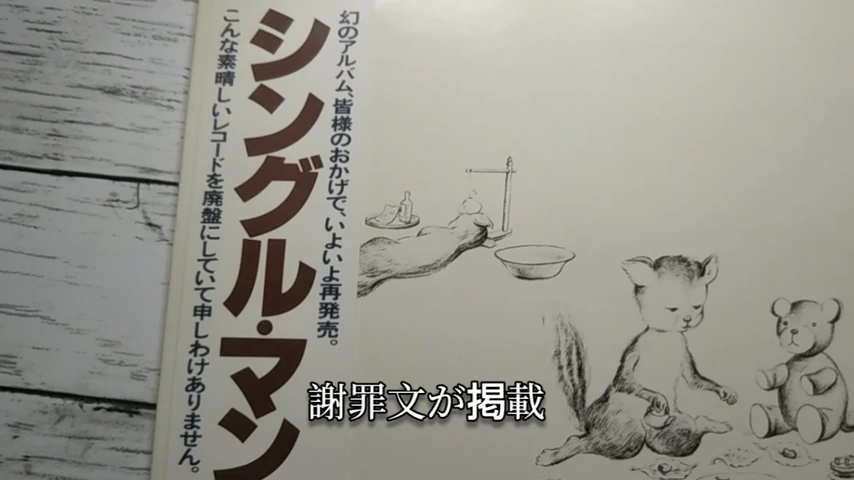 幻のアルバム、皆様のおかげで、いよいよ再発売。
シングル・マン
こんな素晴しいレコードを廃盤にしていて申しわけありません。
謝罪文が掲載